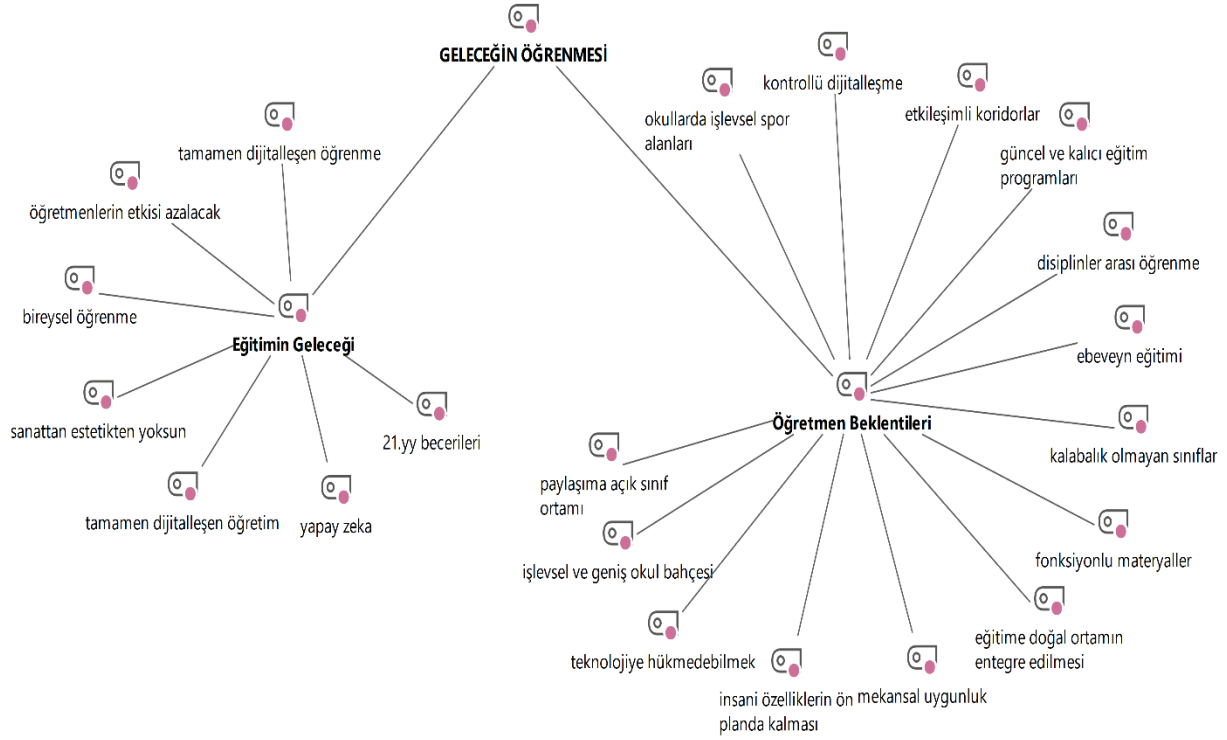 GELECEĞİN ÖĞRENMESİ
tamamen dijitalleşen öğrenme
öğretmenlerin etkisi azalacak
bireysel öğrenme
Eğitimin Geleceği
sanattan estetikten yoksun
21.yy becerileri
tamamen dijitalleşen öğretim
yapay zeka
kontrollü dijitalleşme
okullarda işlevsel spor
alanları
etkileşimli koridorlar
güncel ve kalıcı eğitim
programları
disiplinler arası öğrenme
ebeveyn eğitimi
Öğretmen Beklentileri
kalabalık olmayan sınıflar
paylaşıma açık sınıf
ortamı
fonksiyonlu materyaller
işlevsel ve geniş okul bahçesi
eğitime doğal ortamın
entegre edilmesi
teknolojiye hükmedebilmek
insani özelliklerin ön
planda kalması
mekansal uygunluk